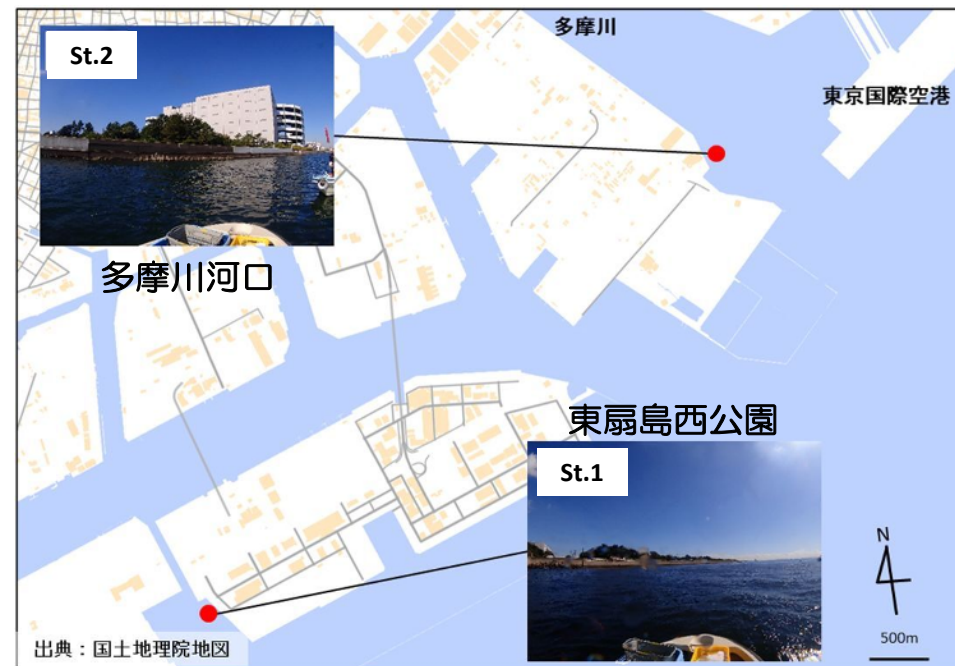 多摩川
St.2
東京国際空港
多摩川河口
東扇島西公園
St.1
N
出典：国土地理院地図
500m